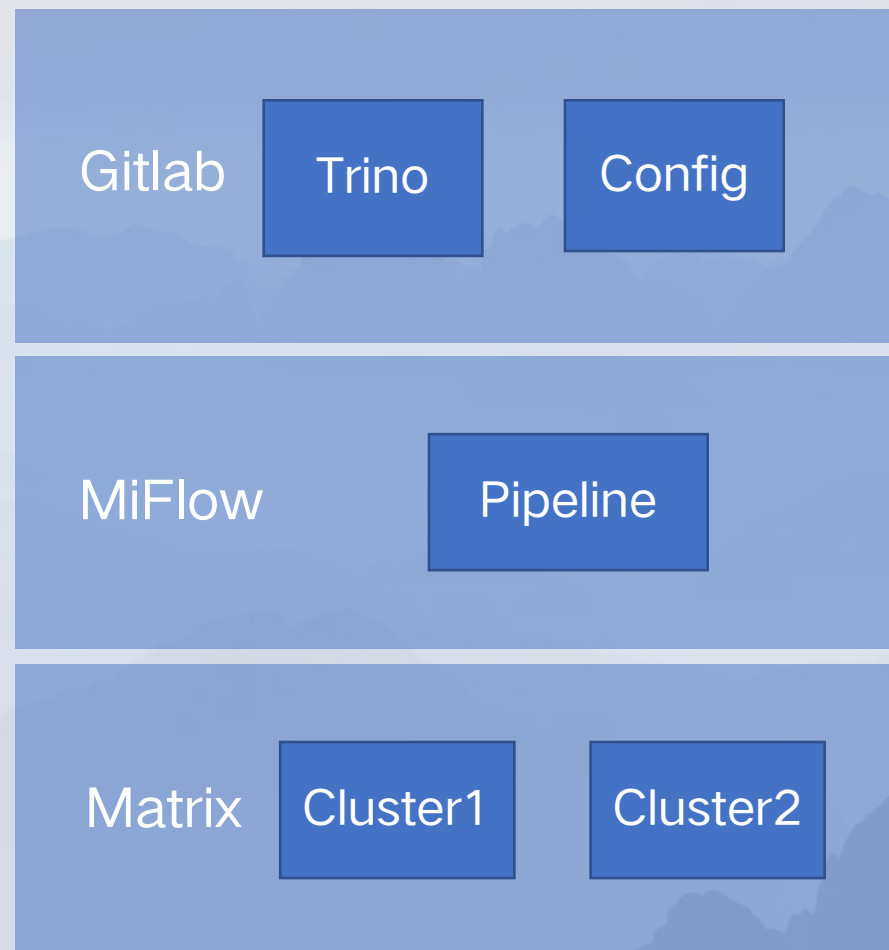 Gitlab
Trino
Config
MiFlow
Pipeline
Matrix
Cluster1
Cluster2